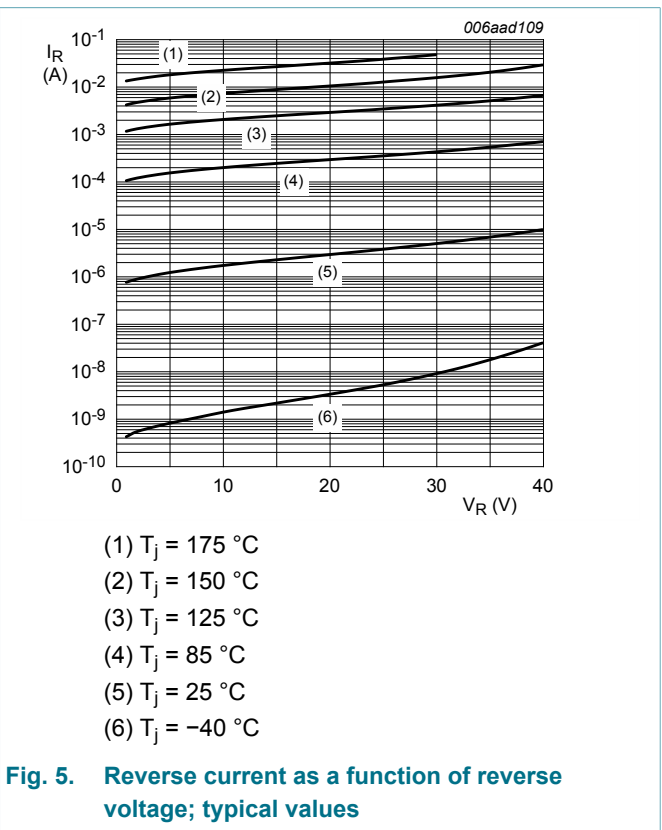 006aad109
I_R
(A)
10^-1
10^-2
10^-3
10^-4
10^-5
10^-6
10^-7
10^-8
10^-9
10^-10
(1)
(2)
(3)
(4)
(5)
(6)
0 10 20 30 40
V_R (V)
(1) T_j = 175 °C
(2) T_j = 150 °C
(3) T_j = 125 °C
(4) T_j = 85 °C
(5) T_j = 25 °C
(6) T_j = −40 °C
Fig. 5. Reverse current as a function of reverse
voltage; typical values